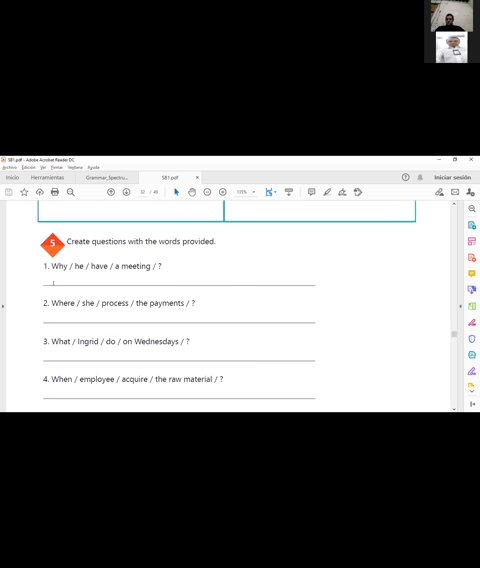 SB1.pdf - Adobe Acrobat Reader DC
Archivo Edición Ver Firmar Ventana Ayuda
Inicio Herramientas Grammar_Spectru... SB1.pdf × Iniciar sesión
32 / 48 135%
5 Create questions with the words provided.
1. Why / he / have / a meeting / ?
2. Where / she / process / the payments / ?
3. What / Ingrid / do / on Wednesdays / ?
4. When / employee / acquire / the raw material / ?